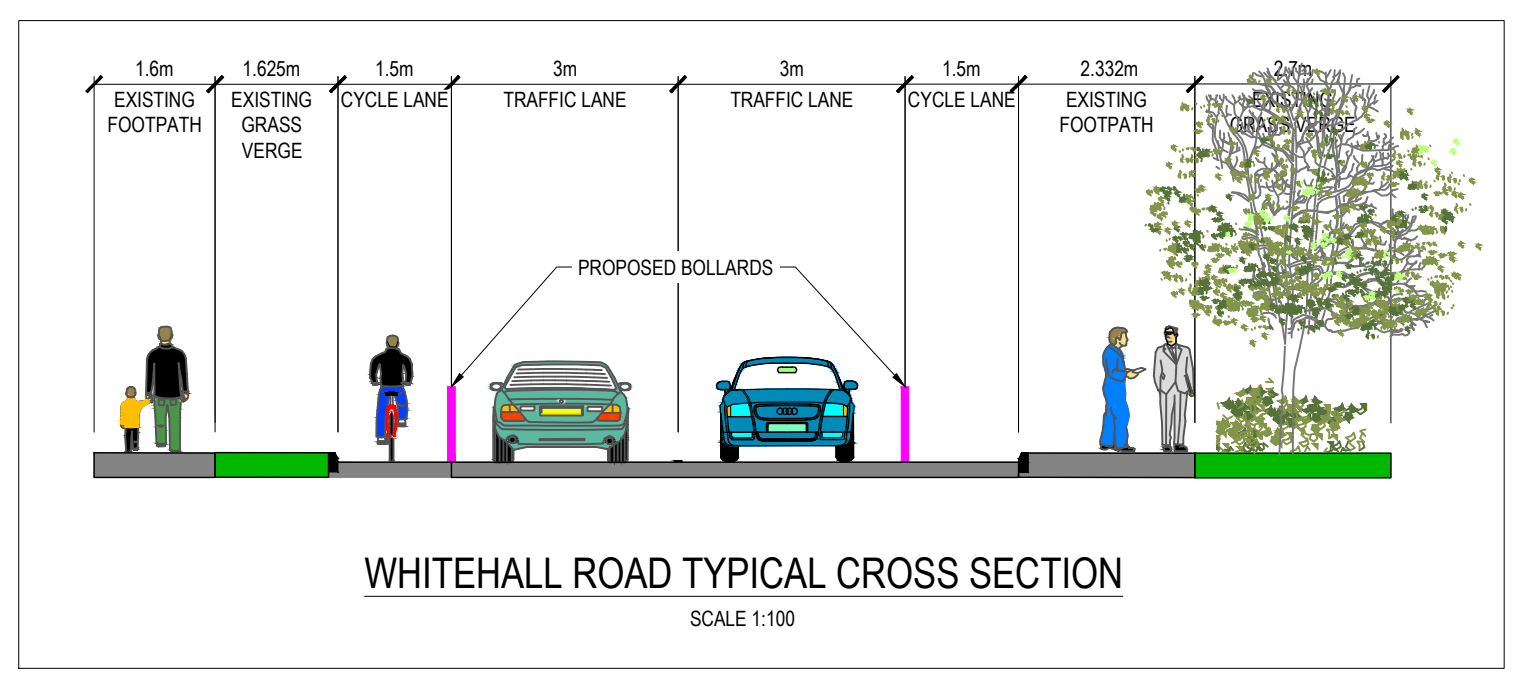 1.6m 1.625m 1.5m 3m 3m 1.5m 2.332m 2.7m
EXISTING FOOTPATH
EXISTING GRASS VERGE
CYCLE LANE
TRAFFIC LANE
TRAFFIC LANE
CYCLE LANE
EXISTING FOOTPATH
EXISTING GRASS VERGE
PROPOSED BOLLARDS
WHITEHALL ROAD TYPICAL CROSS SECTION
SCALE 1:100